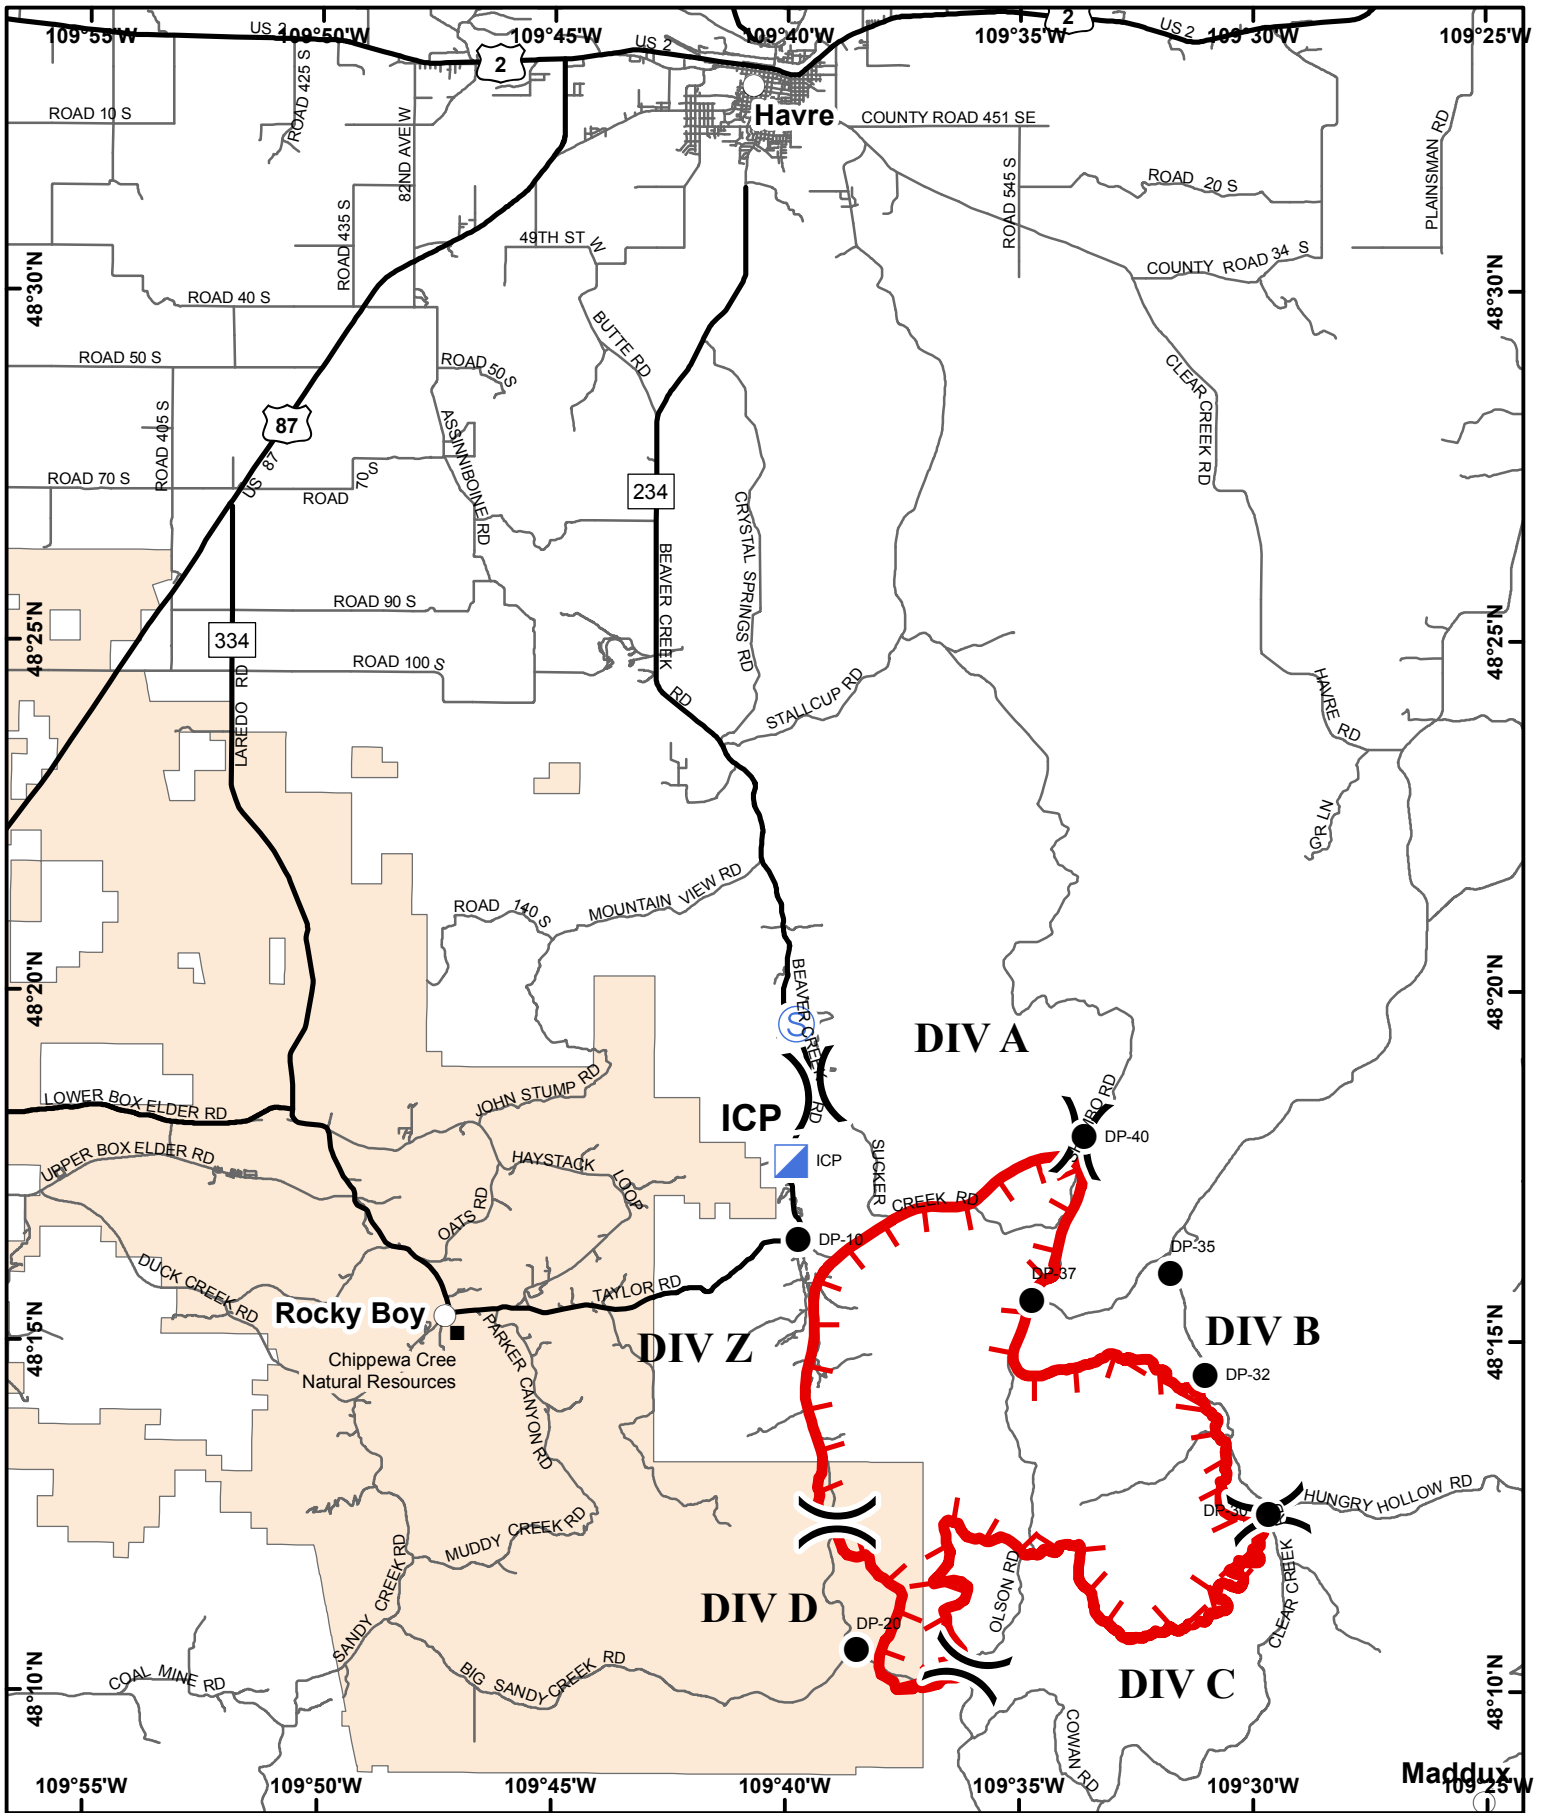 109°55'W
109°50'W
109°45'W
109°40'W
109°35'W
109°30'W
109°25'W
US 2
2
US 2
2
US 2
Havre
ROAD 10 S
ROAD 425 S
82ND AVE W
COUNTY ROAD 451 SE
PLAINSMAN RD
ROAD 545 S
ROAD 20 S
ROAD 435 S
49TH ST W
COUNTY ROAD 34 S
48°30'N
48°30'N
ROAD 40 S
BUTTE RD
ROAD 50 S
ROAD 50 S
CLEAR CREEK RD
ROAD 405 S
87
US 87
ASSINNIBOINE RD
ROAD 70 S
ROAD 70 S
234
CRYSTAL SPRINGS RD
BEAVER CREEK RD
ROAD 90 S
48°25'N
48°25'N
334
LAREDO RD
ROAD 100 S
STALLCUP RD
HAVRE RD
GR LN
MOUNTAIN VIEW RD
ROAD 140 S
48°20'N
48°20'N
BEAVER CREEK RD
S
DIV A
JOHN STUMP RD
LOWER BOX ELDER RD
ICP
ICP
DP-40
UPPER BOX ELDER RD
HAYSTACK LOOP
SUCKER CREEK RD
OATS RD
DP-10
DP-35
DUCK CREEK RD
TAYLOR RD
DP-37
Rocky Boy
DIV Z
DIV B
48°15'N
48°15'N
PARKER CANYON RD
Chippewa Cree
Natural Resources
DP-32
HUNGRY HOLLOW RD
DP-30
MUDDY CREEK RD
SANDY CREEK RD
OLSON RD
CLEAR CREEK
DIV D
DP-20
BIG SANDY CREEK RD
COAL MINE RD
DIV C
48°10'N
48°10'N
COWAN RD
Maddux
109°55'W
109°50'W
109°45'W
109°40'W
109°35'W
109°30'W
109°25'W